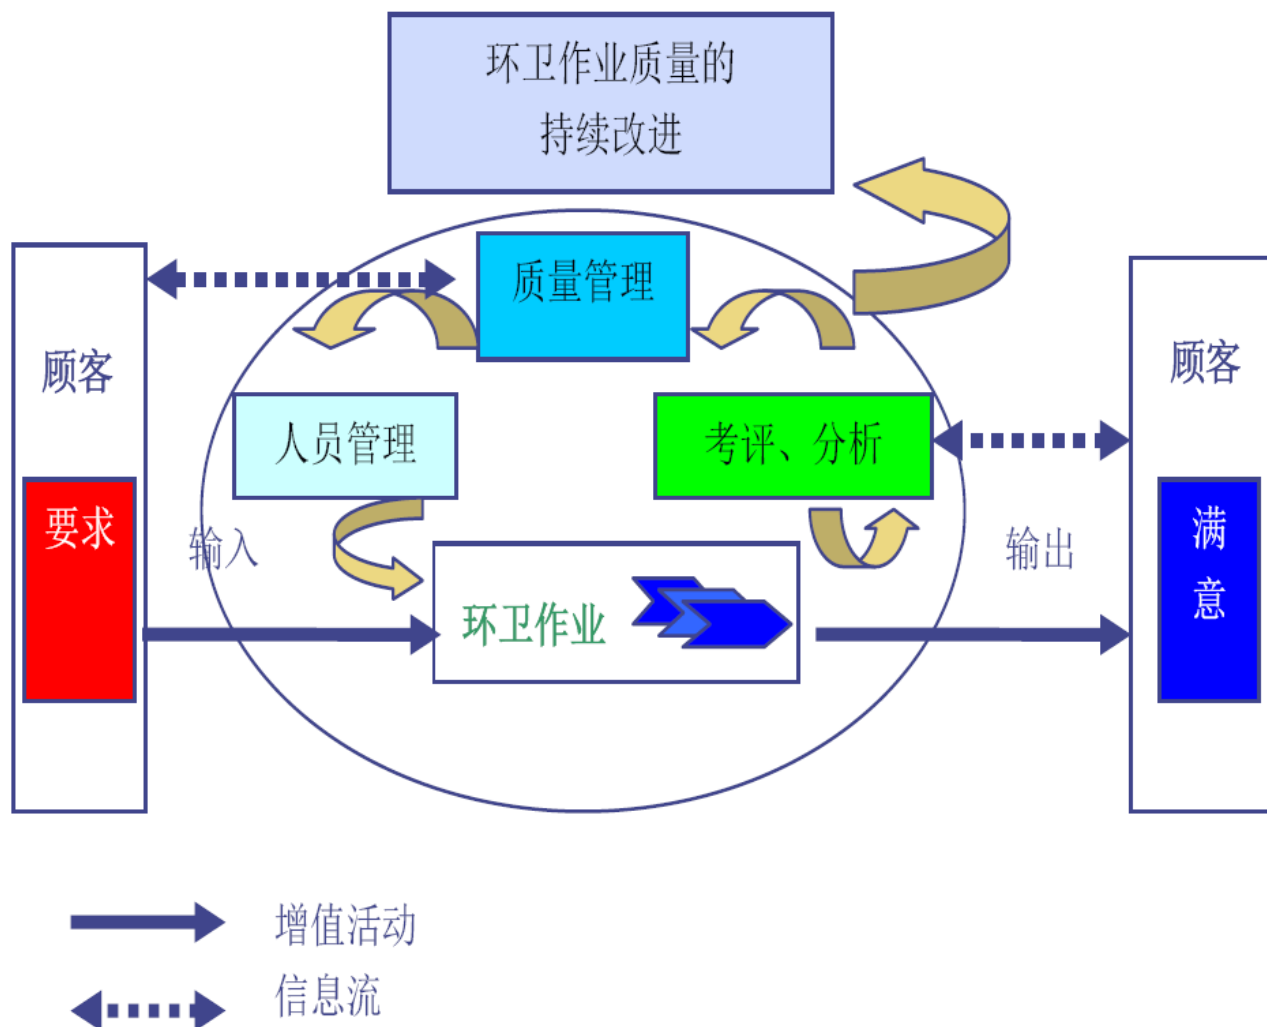 环卫作业质量的
持续改进
质量管理
顾客
顾客
人员管理
考评、分析
要求
输入
输出
满
意
环卫作业
增值活动
信息流